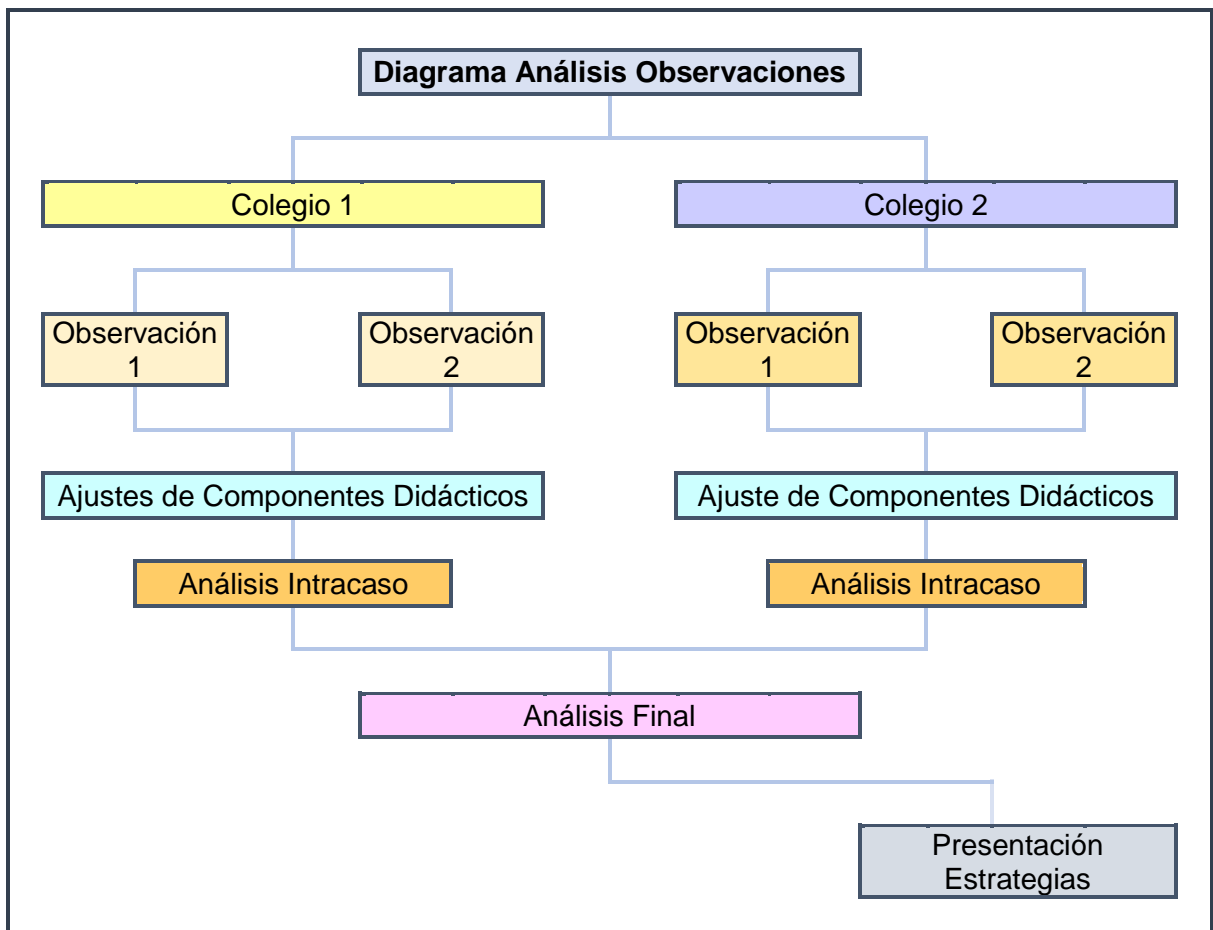 Diagrama Análisis Observaciones
Colegio 1
Colegio 2
Observación
1
Observación
2
Observación
1
Observación
2
Ajustes de Componentes Didácticos
Ajuste de Componentes Didácticos
Análisis Intracaso
Análisis Intracaso
Análisis Final
Presentación
Estrategias